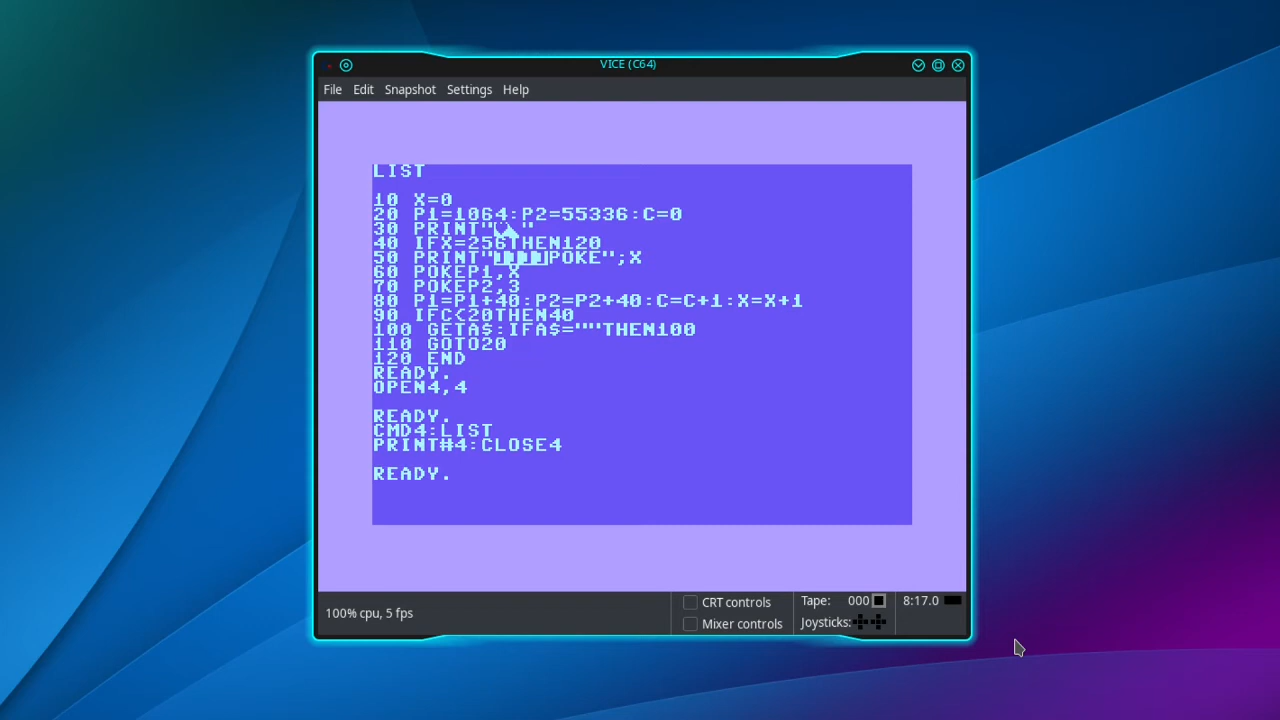 VICE (C64)
File Edit Snapshot Settings Help
LIST
10 X=0
20 P1=1064:P2=55336:C=0
30 PRINT" "
40 IFX=256THEN120
50 PRINT" POKE";X
60 POKEP1,X
70 POKEP2,3
80 P1=P1+40:P2=P2+40:C=C+1:X=X+1
90 IFC<20THEN40
100 GETA$:IFA$=""THEN100
110 GOTO20
120 END
READY.
OPEN4,4
READY.
CMD4:LIST
PRINT#4:CLOSE4
READY.
100% cpu, 5 fps
CRT controls
Mixer controls
Tape: 000
Joysticks:
8:17.0